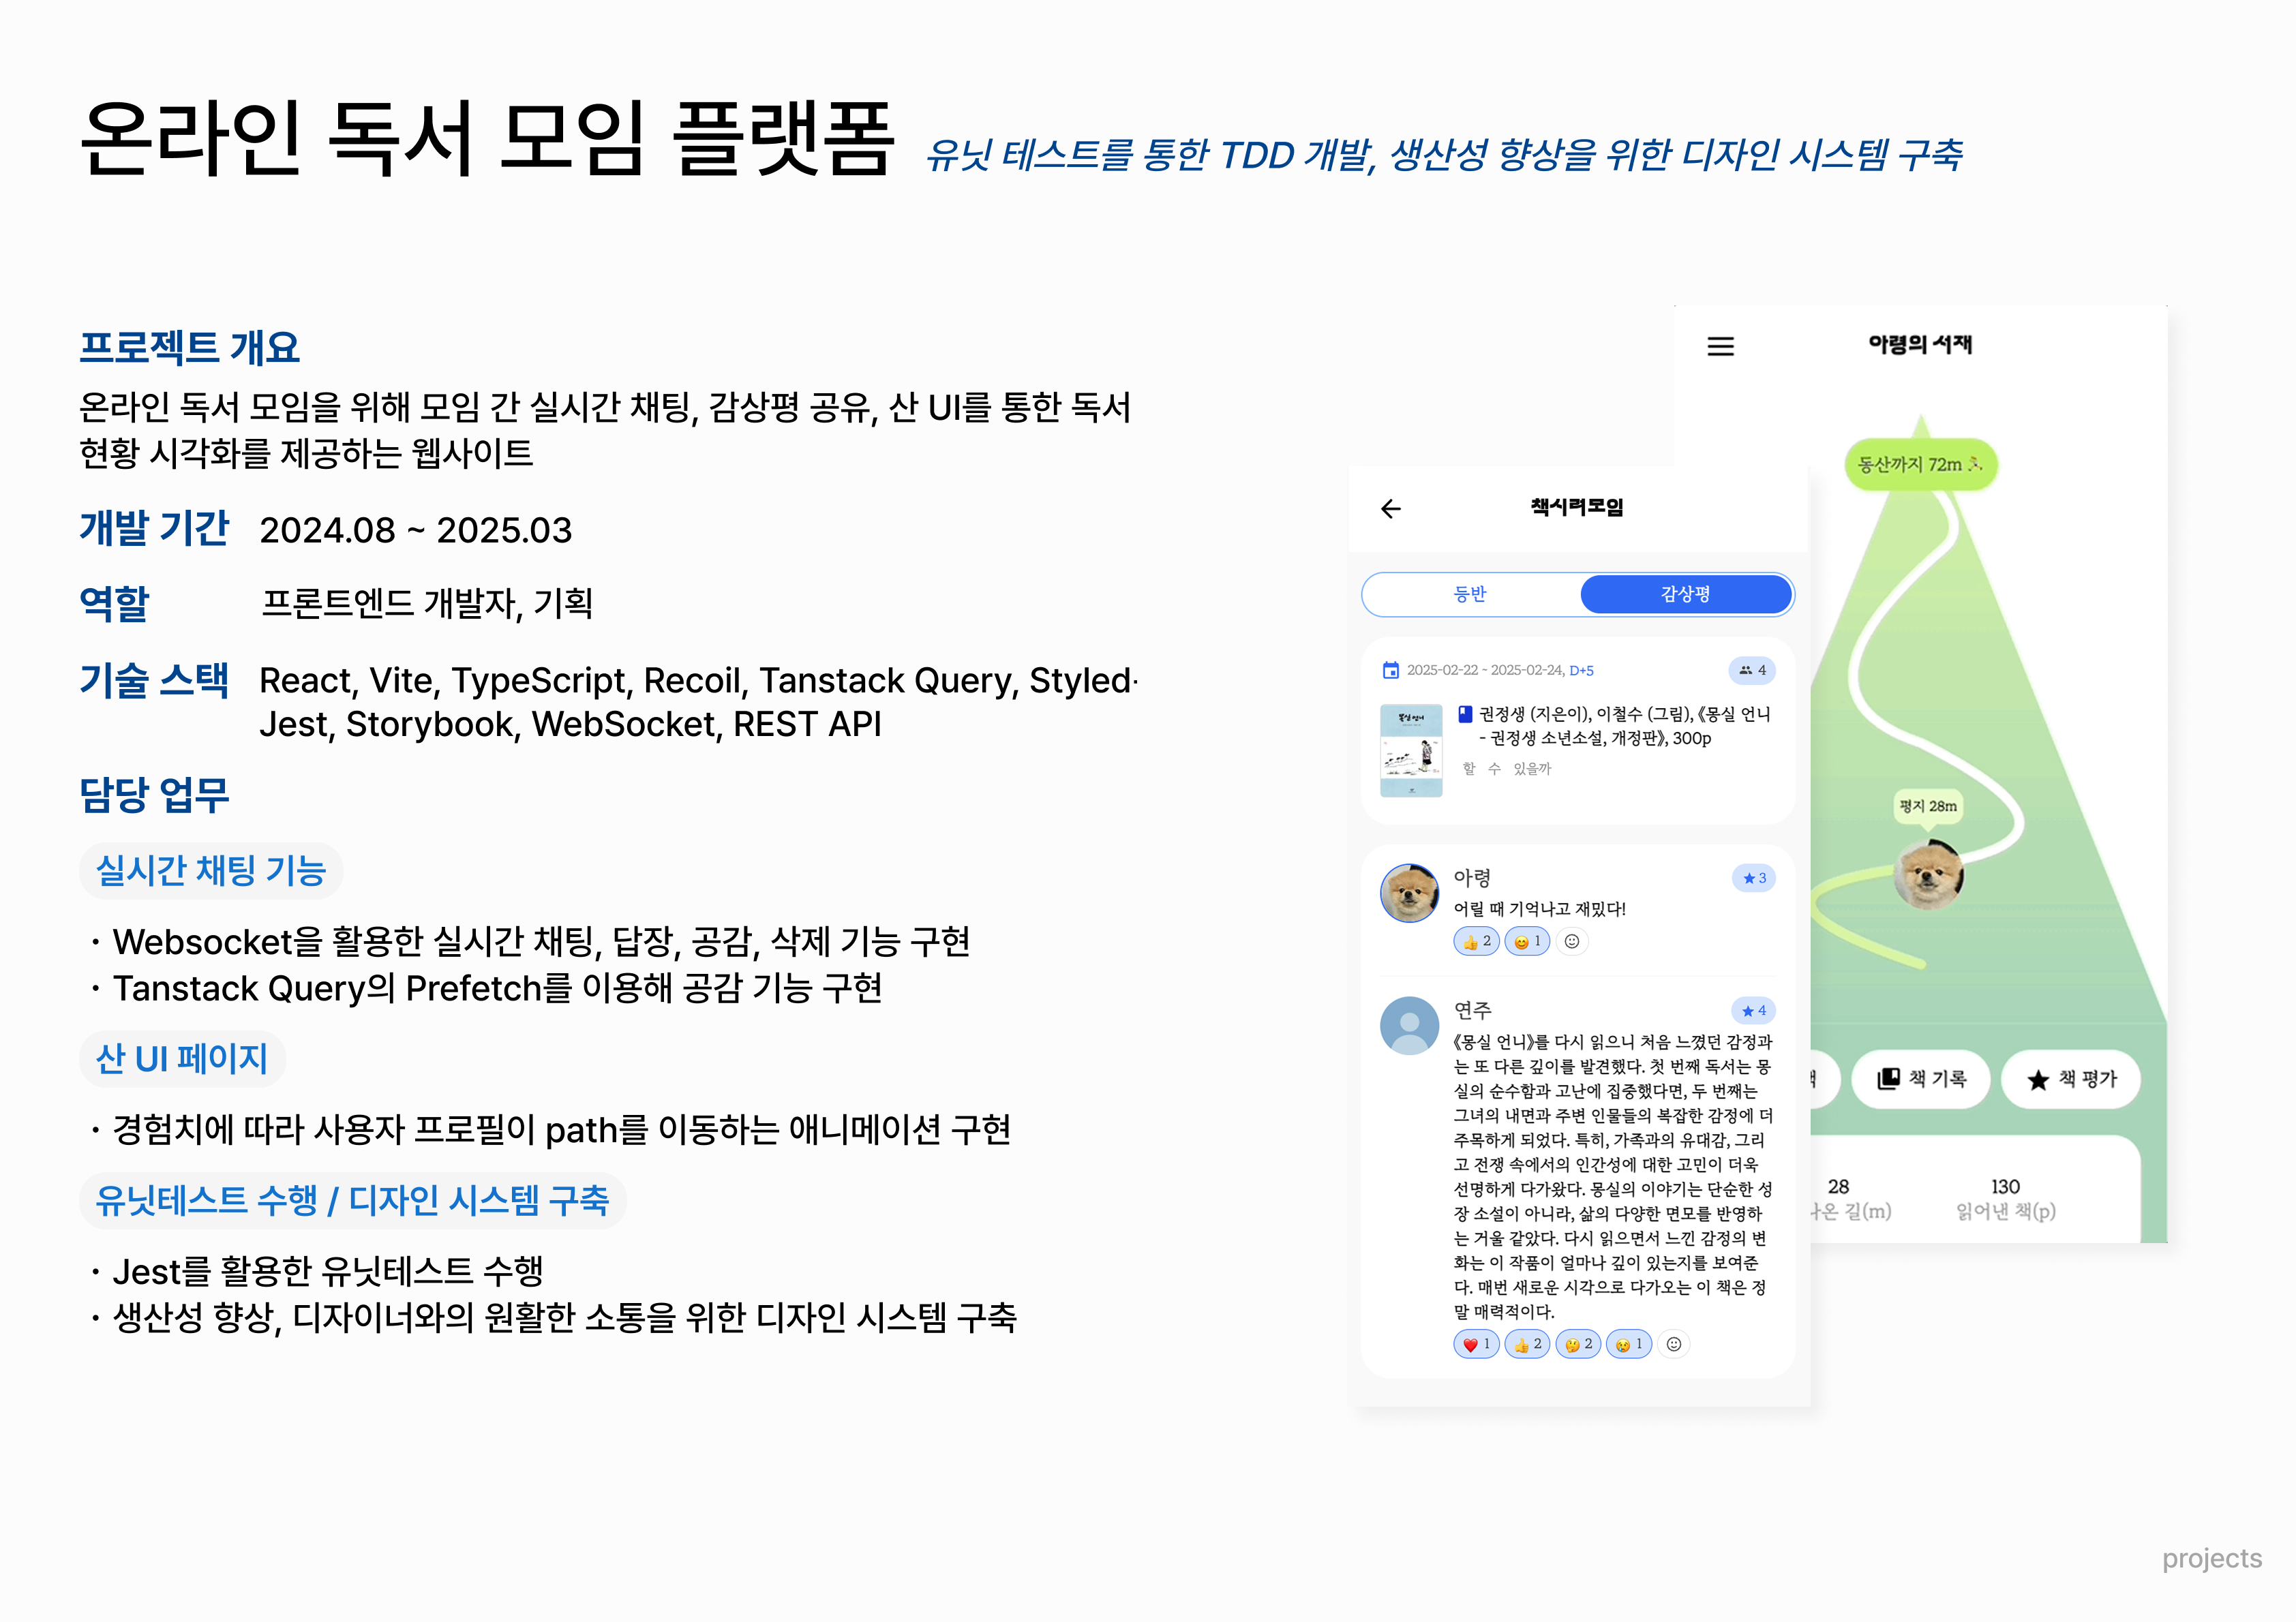 온라인 독서 모임 플랫폼 유닛 테스트를 통한 TDD 개발, 생산성 향상을 위한 디자인 시스템 구축
프로젝트 개요
온라인 독서 모임을 위해 모임 간 실시간 채팅, 감상평 공유, 산 UI를 통한 독서
현황 시각화를 제공하는 웹사이트
개발 기간 2024.08 ~ 2025.03
역할 프론트엔드 개발자, 기획
기술 스택 React, Vite, TypeScript, Recoil, Tanstack Query, Styled-
Jest, Storybook, WebSocket, REST API
담당 업무
실시간 채팅 기능
· Websocket을 활용한 실시간 채팅, 답장, 공감, 삭제 기능 구현
· Tanstack Query의 Prefetch를 이용해 공감 기능 구현
산 UI 페이지
· 경험치에 따라 사용자 프로필이 path를 이동하는 애니메이션 구현
유닛테스트 수행 / 디자인 시스템 구축
· Jest를 활용한 유닛테스트 수행
· 생산성 향상, 디자이너와의 원활한 소통을 위한 디자인 시스템 구축
책시려모임
등반 감상평
2025-02-22 ~ 2025-02-24, D+5 4
몽실 언니
권정생 (지은이), 이철수 (그림), 《몽실 언니
- 권정생 소년소설, 개정판》, 300p
할 수 있을까
아령 ★ 3
어릴 때 기억나고 재밌다!
👍 2 😊 1
연주 ★ 4
《몽실 언니》를 다시 읽으니 처음 느꼈던 감정과
는 또 다른 깊이를 발견했다. 첫 번째 독서는 몽
실의 순수함과 고난에 집중했다면, 두 번째는
그녀의 내면과 주변 인물들의 복잡한 감정에 더
주목하게 되었다. 특히, 가족과의 유대감, 그리
고 전쟁 속에서의 인간성에 대한 고민이 더욱
선명하게 다가왔다. 몽실의 이야기는 단순한 성
장 소설이 아니라, 삶의 다양한 면모를 반영하
는 거울 같았다. 다시 읽으면서 느낀 감정의 변
화는 이 작품이 얼마나 깊이 있는지를 보여준
다. 매번 새로운 시각으로 다가오는 이 책은 정
말 매력적이다.
❤️ 1 👍 2 🤔 2 😢 1
아령의 서재
동산까지 72m
평지 28m
책 기록 ★ 책 평가
28 130
나온 길(m) 읽어낸 책(p)
projects